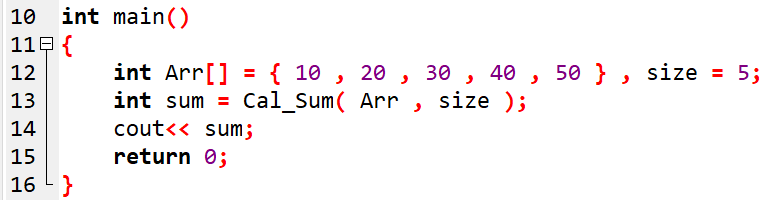 10 int main()
11 {
12 int Arr[] = { 10 , 20 , 30 , 40 , 50 } , size = 5;
13 int sum = Cal_Sum( Arr , size );
14 cout<< sum;
15 return 0;
16 }